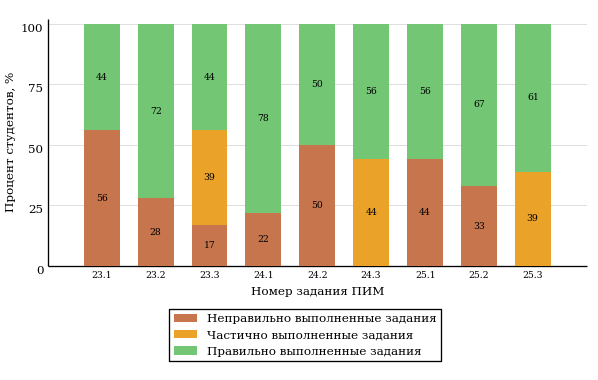 Процент студентов, %
100
75
50
25
0
44 72 44 78 50 56 56 67 61
39
56 28 17 22 50 44 44 33 39
23.1 23.2 23.3 24.1 24.2 24.3 25.1 25.2 25.3
Номер задания ПИМ
Неправильно выполненные задания
Частично выполненные задания
Правильно выполненные задания